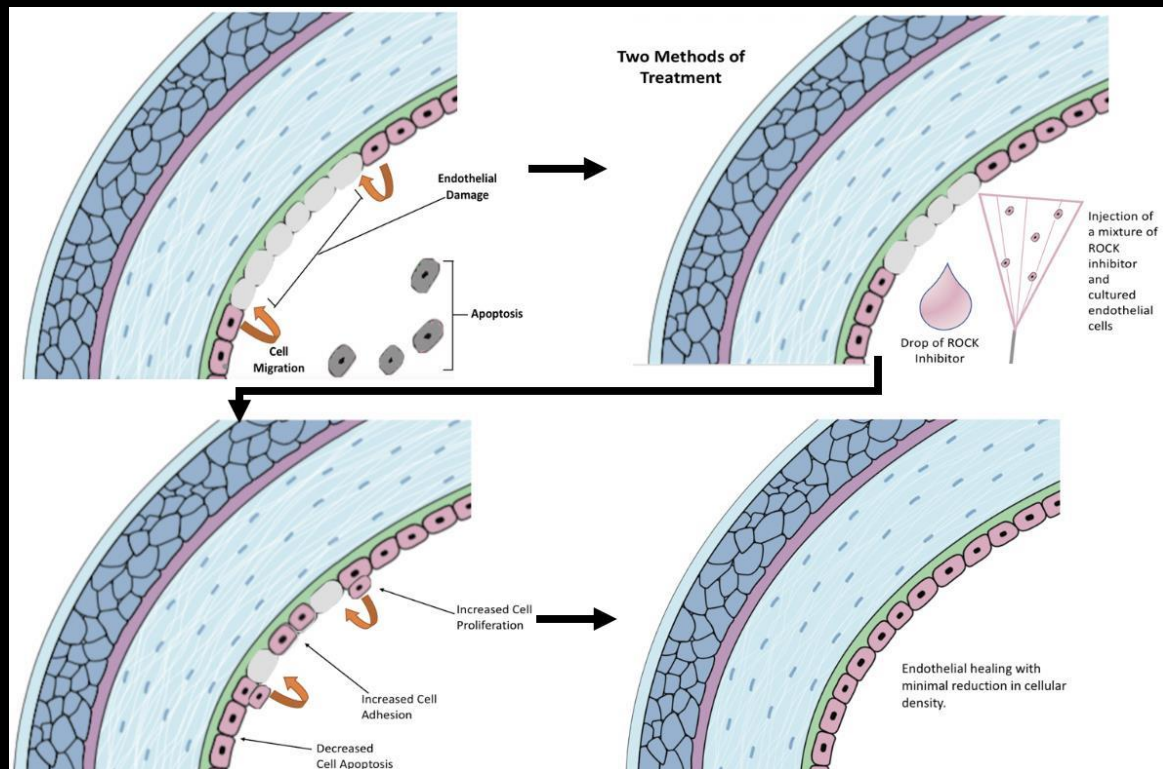 Endothelial
Damage
Apoptosis
Cell
Migration
Two Methods of
Treatment
Drop of ROCK
Inhibitor
Injection of
a mixture of
ROCK
inhibitor
and
cultured
endothelial
cells
Increased Cell
Proliferation
Increased Cell
Adhesion
Decreased
Cell Apoptosis
Endothelial healing with
minimal reduction in cellular
density.